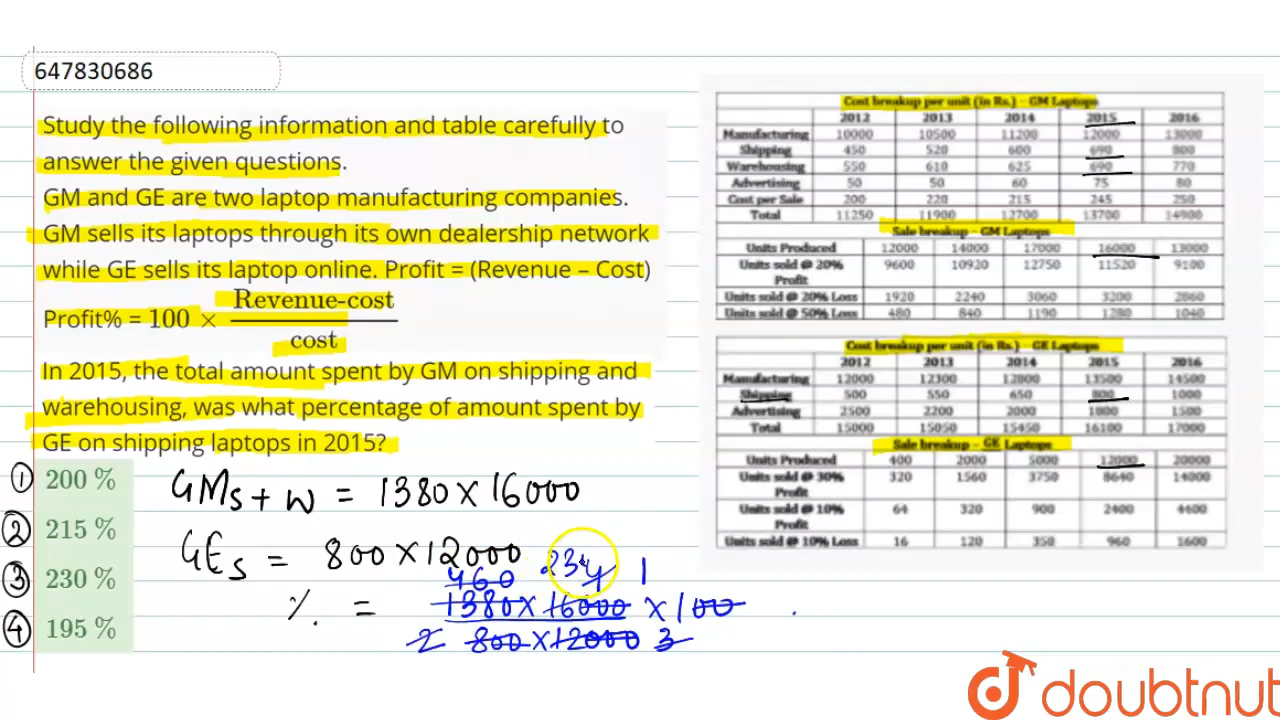 647830686
Study the following information and table carefully to
answer the given questions.
GM and GE are two laptop manufacturing companies.
GM sells its laptops through its own dealership network
while GE sells its laptop online. Profit = (Revenue – Cost)
Profit% = 100 × Revenue-cost / cost
In 2015, the total amount spent by GM on shipping and
warehousing, was what percentage of amount spent by
GE on shipping laptops in 2015?
① 200 %
② 215 %
③ 230 %
④ 195 %
GMs + W = 1380 × 16000
GEs = 800 × 12000
460 23 4 1
% = 1380 × 16000 × 100
2 800 × 12000 3
Cost breakup per unit (in Rs.) – GM Laptops
2012 2013 2014 2015 2016
Manufacturing 10000 10500 11200 12000 13000
Shipping 450 520 600 690 800
Warehousing 550 610 625 690 770
Advertising 50 50 60 75 80
Cost per Sale 200 220 215 245 250
Total 11250 11900 12700 13700 14900
Sale breakup – GM Laptops
Units Produced 12000 14000 17000 16000 13000
Units sold @ 20% Profit 9600 10920 12750 11520 9100
Units sold @ 20% Loss 1920 2240 3060 3200 2860
Units sold @ 50% Loss 480 840 1190 1280 1040
Cost breakup per unit (in Rs.) – GE Laptops
2012 2013 2014 2015 2016
Manufacturing 12000 12300 12800 13500 14500
Shipping 500 550 650 800 1000
Advertising 2500 2200 2000 1800 1500
Total 15000 15050 15450 16100 17000
Sale breakup – GE Laptops
Units Produced 400 2000 5000 12000 20000
Units sold @ 30% Profit 320 1560 3750 8640 14000
Units sold @ 10% Profit 64 320 900 2400 4400
Units sold @ 10% Loss 16 120 350 960 1600
doubtnut